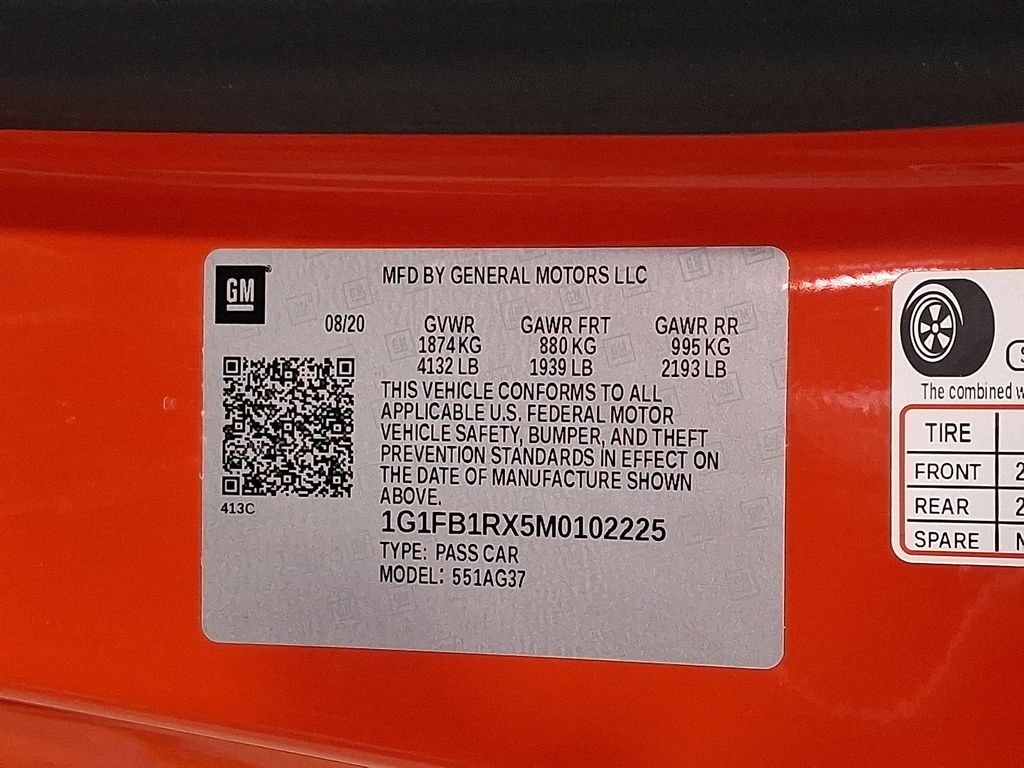 GM
MFD BY GENERAL MOTORS LLC
08/20 GVWR GAWR FRT GAWR RR
1874 KG 880 KG 995 KG
4132 LB 1939 LB 2193 LB
THIS VEHICLE CONFORMS TO ALL
APPLICABLE U.S. FEDERAL MOTOR
VEHICLE SAFETY, BUMPER, AND THEFT
PREVENTION STANDARDS IN EFFECT ON
THE DATE OF MANUFACTURE SHOWN
ABOVE.
413C
1G1FB1RX5M0102225
TYPE: PASS CAR
MODEL: 551AG37
The combined
TIRE
FRONT 2
REAR 2
SPARE